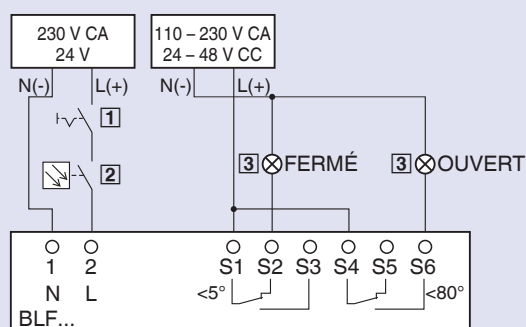 230 V CA
24 V
110 – 230 V CA
24 – 48 V CC
N(-) L(+) N(-) L(+)
1
2
3 FERMÉ 3 OUVERT
1 2 S1 S2 S3 S4 S5 S6
N L <5° <80°
BLF...